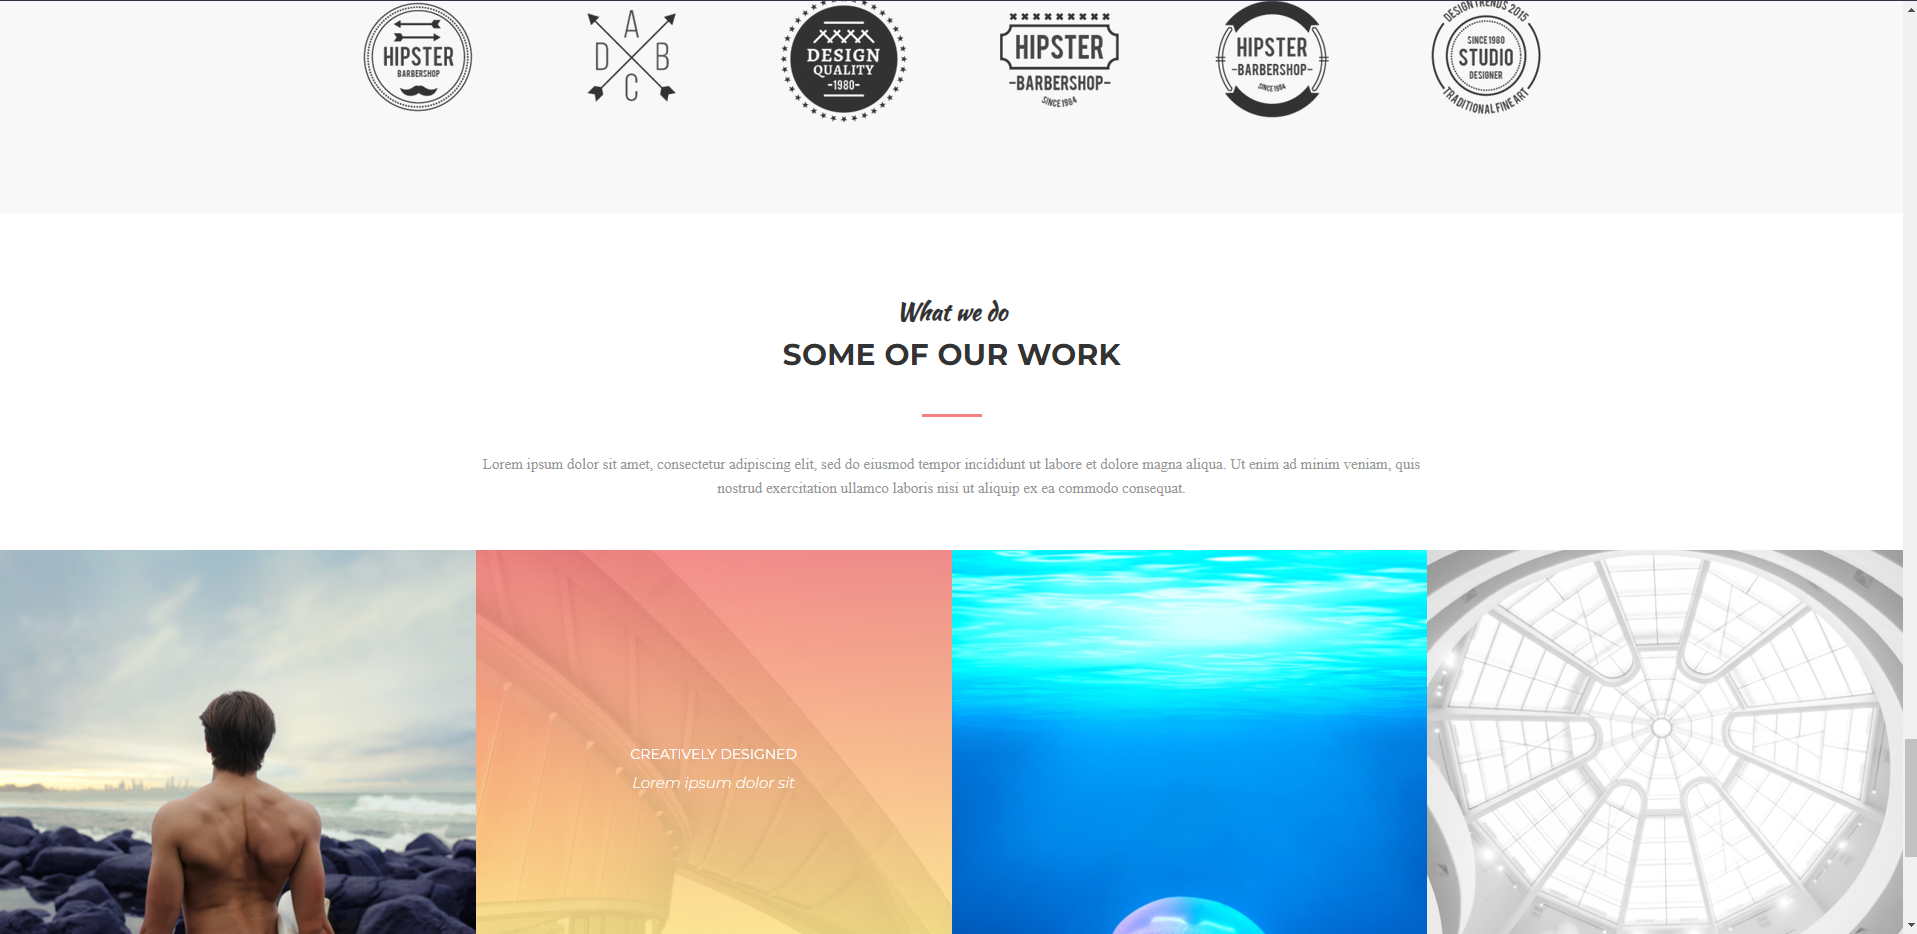 HIPSTER
BARBERSHOP
A
D B
C
DESIGN
QUALITY
-1980-
HIPSTER
-BARBERSHOP-
SINCE 1984
HIPSTER
-BARBERSHOP-
SINCE 1984
DESIGN TRENDS 2015
SINCE 1980
STUDIO
DESIGNER
TRADITIONAL FINE ART
What we do
SOME OF OUR WORK
Lorem ipsum dolor sit amet, consectetur adipiscing elit, sed do eiusmod tempor incididunt ut labore et dolore magna aliqua. Ut enim ad minim veniam, quis
nostrud exercitation ullamco laboris nisi ut aliquip ex ea commodo consequat.
CREATIVELY DESIGNED
Lorem ipsum dolor sit